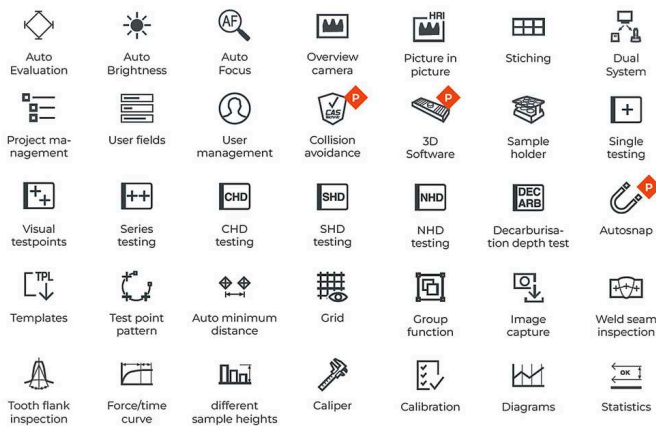 AF
HRI
Auto
Evaluation
Auto
Brightness
Auto
Focus
Overview
camera
Picture in
picture
Stiching
Dual
System
P
P
CAS
Project ma-
nagement
User fields
User
management
Collision
avoidance
3D
Software
Sample
holder
Single
testing
CHD
SHD
NHD
DEC
ARB
P
Visual
testpoints
Series
testing
CHD
testing
SHD
testing
NHD
testing
Decarburisa-
tion depth test
Autosnap
TPL
Templates
Test point
pattern
Auto minimum
distance
Grid
Group
function
Image
capture
Weld seam
inspection
OK
Tooth flank
inspection
Force/time
curve
different
sample heights
Caliper
Calibration
Diagrams
Statistics